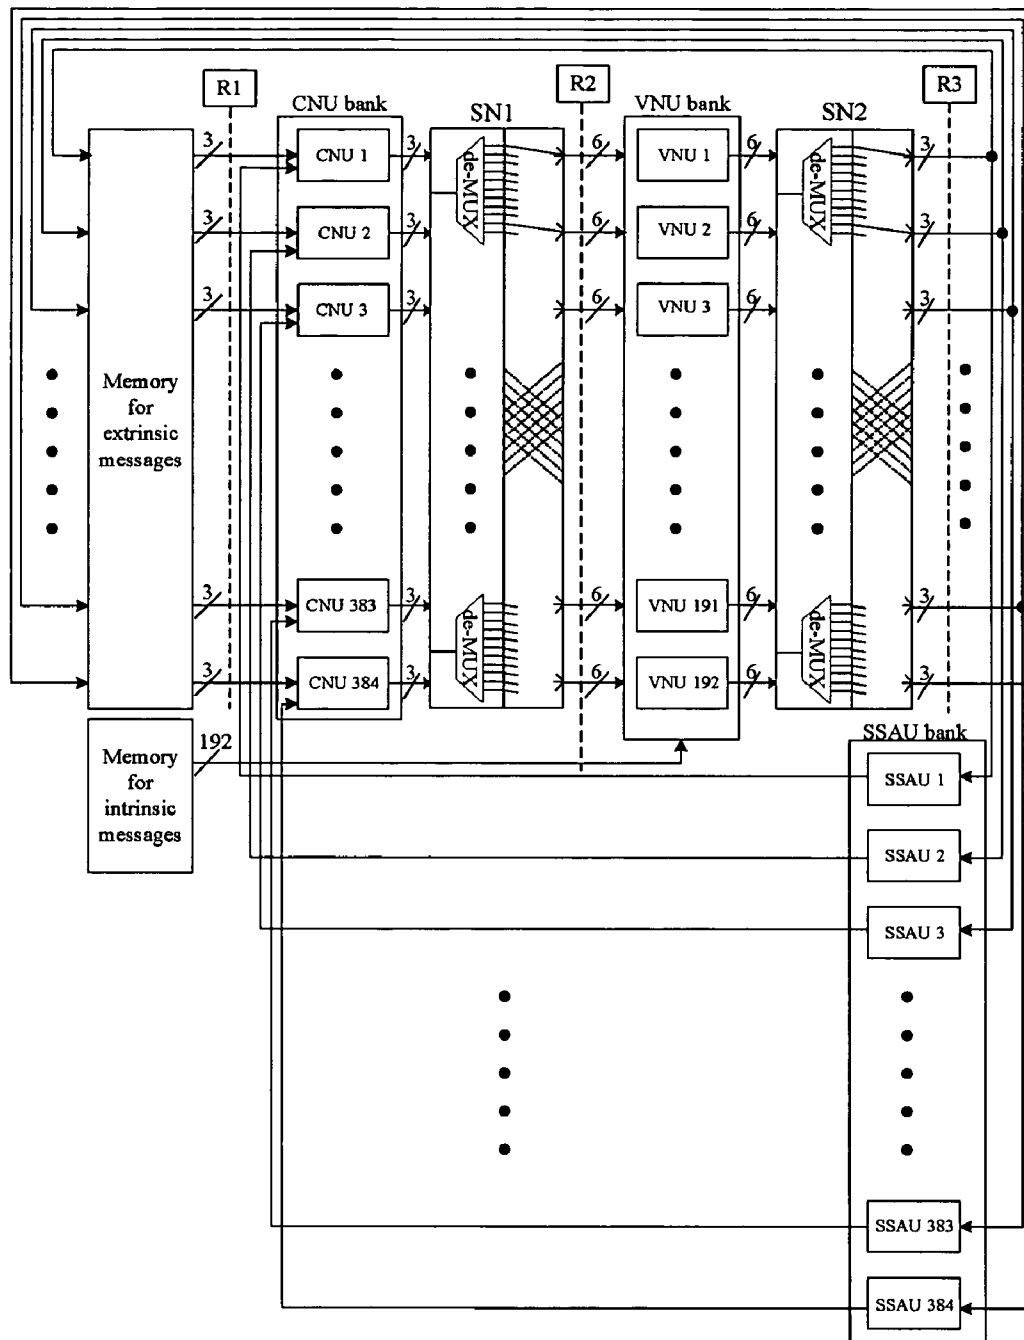 R1
R2
R3
CNU bank
SN1
VNU bank
SN2
3
CNU 1
3
de-MUX
6
VNU 1
6
de-MUX
3
3
CNU 2
3
6
VNU 2
6
3
3
CNU 3
3
6
VNU 3
6
3
Memory
for
extrinsic
messages
3
CNU 383
3
de-MUX
6
VNU 191
6
de-MUX
3
3
CNU 384
3
6
VNU 192
6
3
Memory
for
intrinsic
messages
192
SSAU bank
SSAU 1
SSAU 2
SSAU 3
SSAU 383
SSAU 384